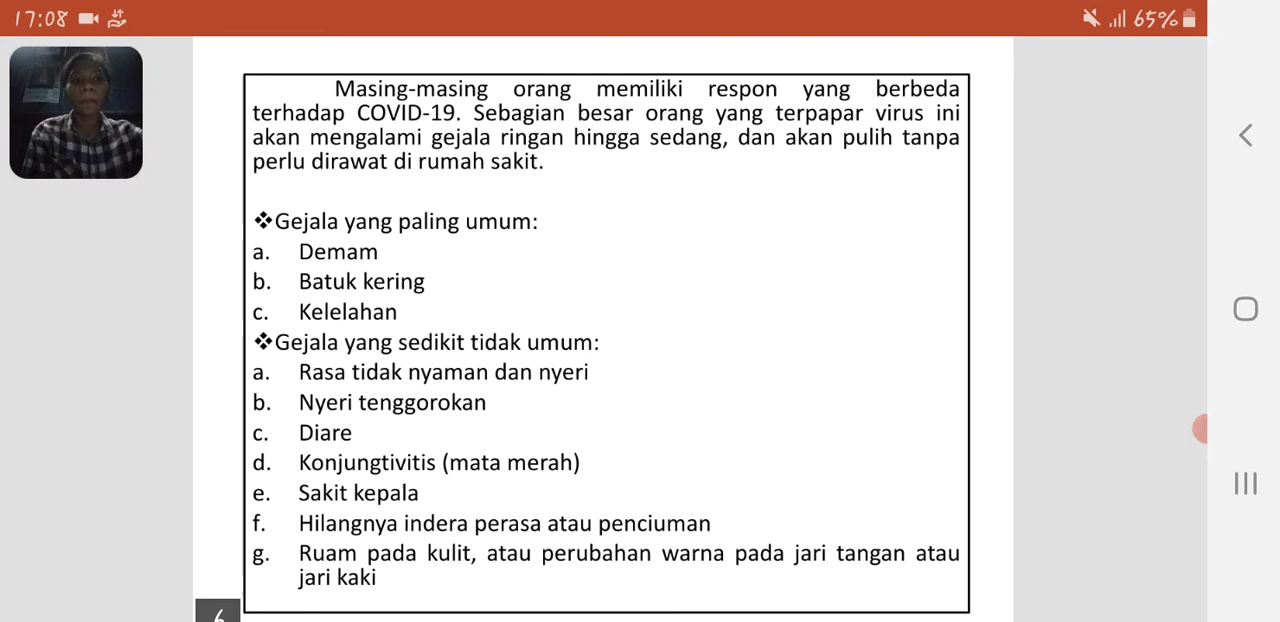 17:08 65%
Masing-masing orang memiliki respon yang berbeda
terhadap COVID-19. Sebagian besar orang yang terpapar virus ini
akan mengalami gejala ringan hingga sedang, dan akan pulih tanpa
perlu dirawat di rumah sakit.
❖Gejala yang paling umum:
a. Demam
b. Batuk kering
c. Kelelahan
❖Gejala yang sedikit tidak umum:
a. Rasa tidak nyaman dan nyeri
b. Nyeri tenggorokan
c. Diare
d. Konjungtivitis (mata merah)
e. Sakit kepala
f. Hilangnya indera perasa atau penciuman
g. Ruam pada kulit, atau perubahan warna pada jari tangan atau
jari kaki
6